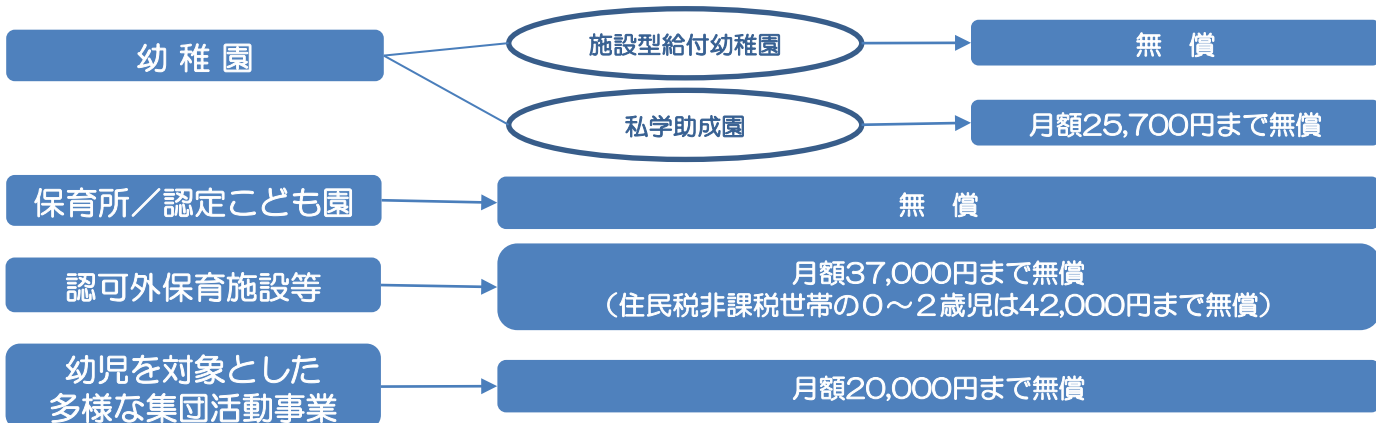 幼 稚 園
施設型給付幼稚園
無　償
私学助成園
月額25,700円まで無償
保育所／認定こども園
無　償
認可外保育施設等
月額37,000円まで無償
（住民税非課税世帯の０～２歳児は42,000円まで無償）
幼児を対象とした
多様な集団活動事業
月額20,000円まで無償